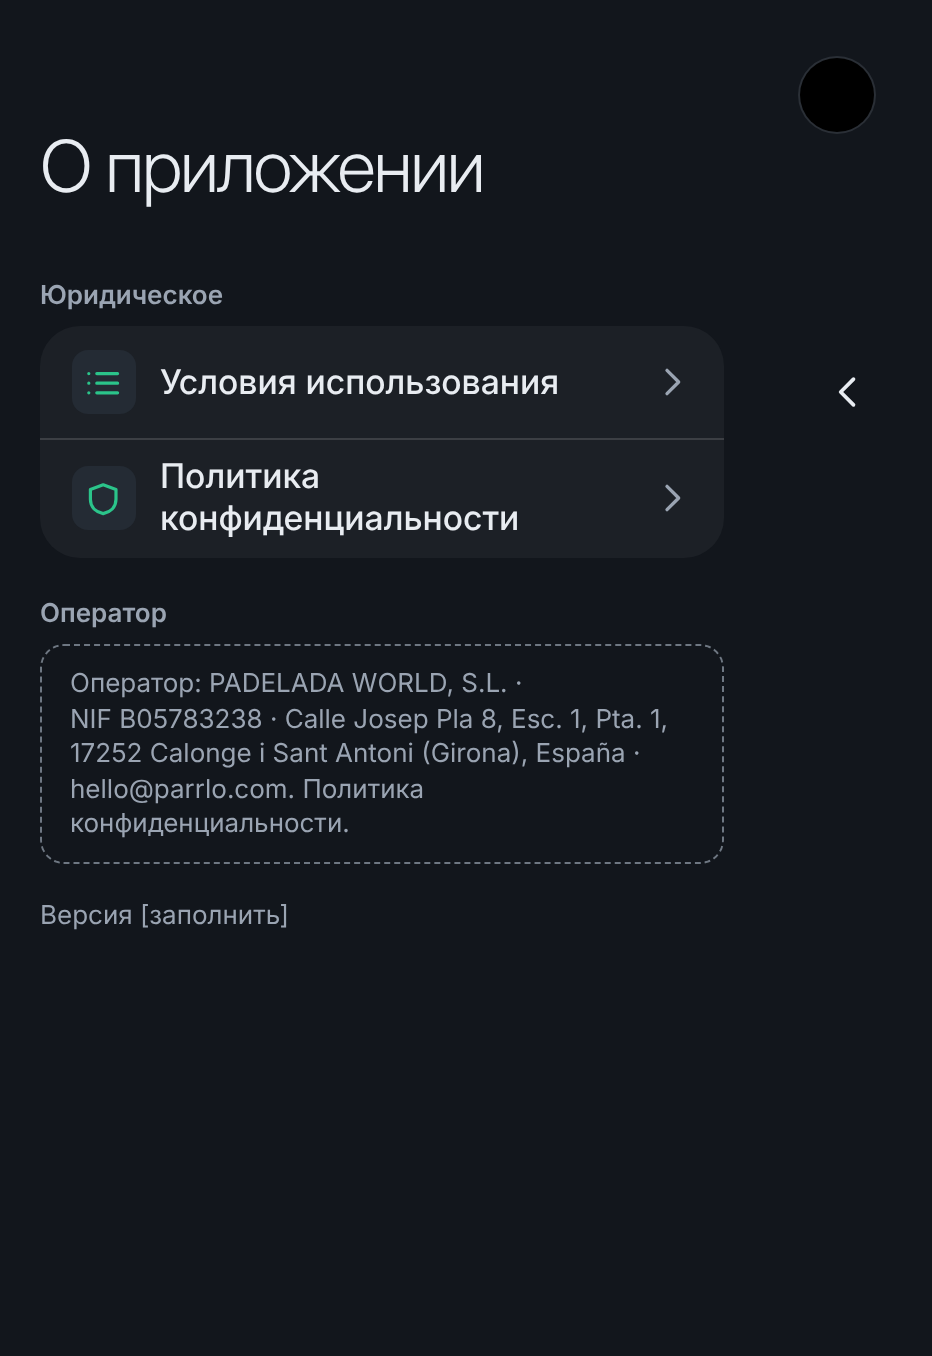 О приложении
Юридическое
Условия использования
Политика
конфиденциальности
Оператор
Оператор: PADELADA WORLD, S.L. ·
NIF B05783238 · Calle Josep Pla 8, Esc. 1, Pta. 1,
17252 Calonge i Sant Antoni (Girona), España ·
hello@parrlo.com. Политика
конфиденциальности.
Версия [заполнить]